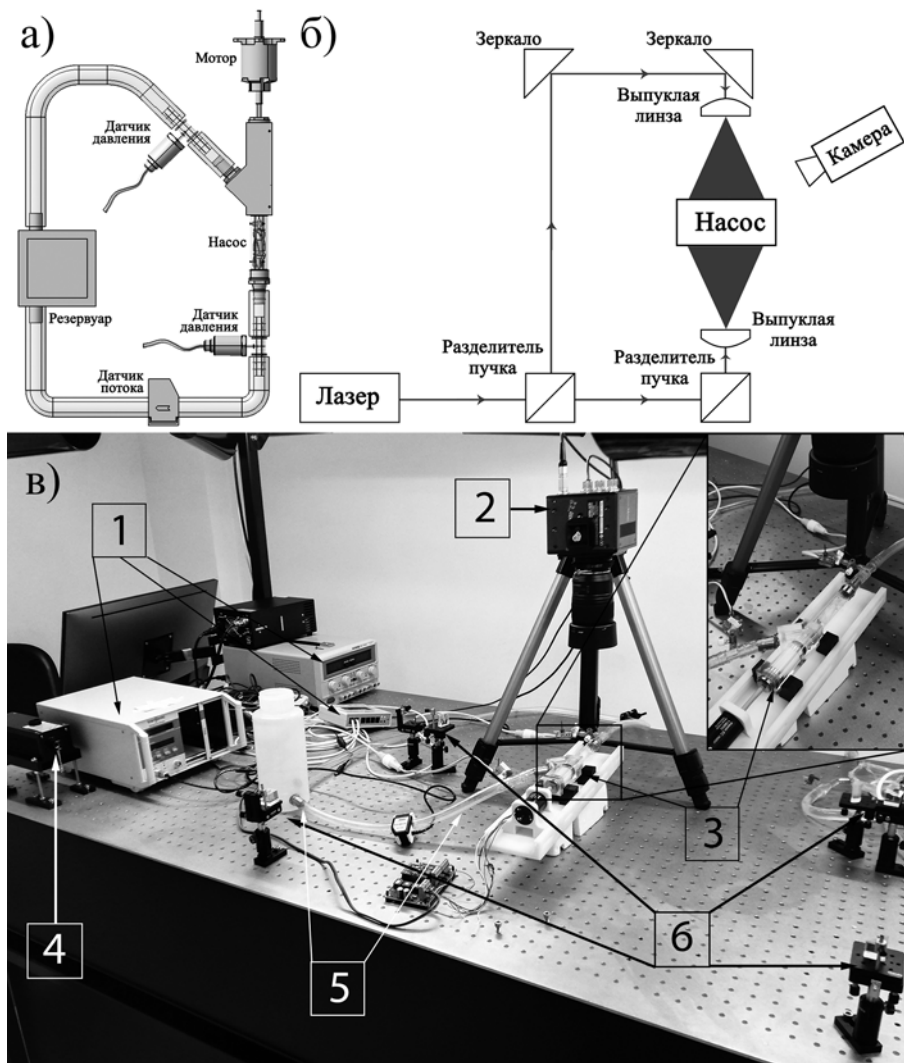 а)
Мотор
Датчик
давления
Насос
Резервуар
Датчик
давления
Датчик
потока
б)
Зеркало
Зеркало
Выпуклая
линза
Камера
Насос
Выпуклая
линза
Разделитель
пучка
Разделитель
пучка
Лазер
в)
1
2
3
4
5
6